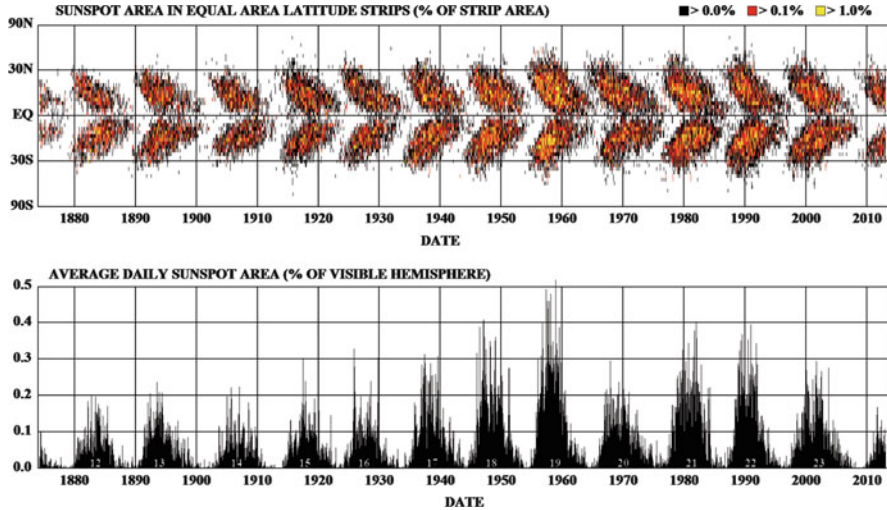 SUNSPOT AREA IN EQUAL AREA LATITUDE STRIPS (% OF STRIP AREA) > 0.0% > 0.1% > 1.0%
90N
30N
EQ
30S
90S
1880 1890 1900 1910 1920 1930 1940 1950 1960 1970 1980 1990 2000 2010
DATE
AVERAGE DAILY SUNSPOT AREA (% OF VISIBLE HEMISPHERE)
0.5
0.4
0.3
0.2
0.1
0.0
12 13 14 15 16 17 18 19 20 21 22 23
1880 1890 1900 1910 1920 1930 1940 1950 1960 1970 1980 1990 2000 2010
DATE